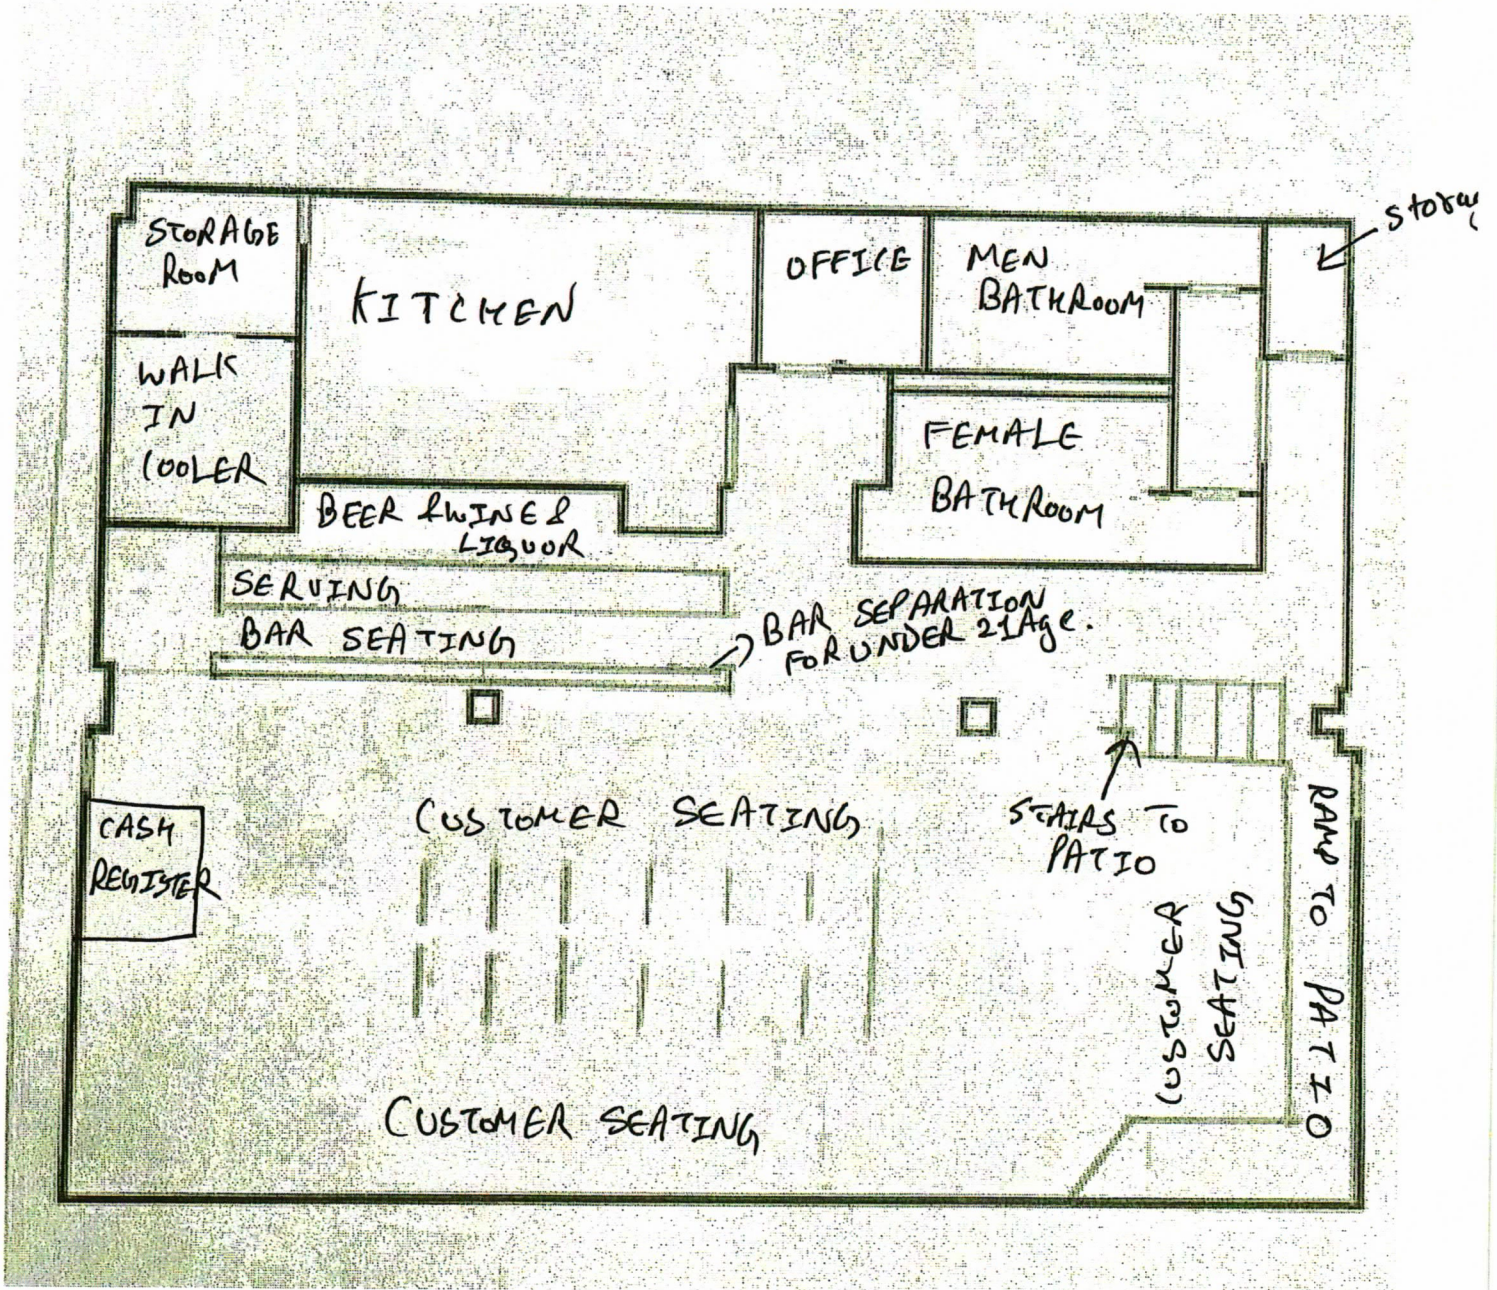 STORAGE
ROOM
KITCHEN
OFFICE
MEN
BATHROOM
WALK
IN
COOLER
FEMALE
BATHROOM
BEER & WINE &
LIQUOR
SERVING
BAR SEATING
BAR SEPARATION
FOR UNDER 21 Age.
CASH
REGISTER
CUSTOMER SEATING
STAIRS TO
PATIO
CUSTOMER
SEATING
RAMP TO PATIO
CUSTOMER SEATING